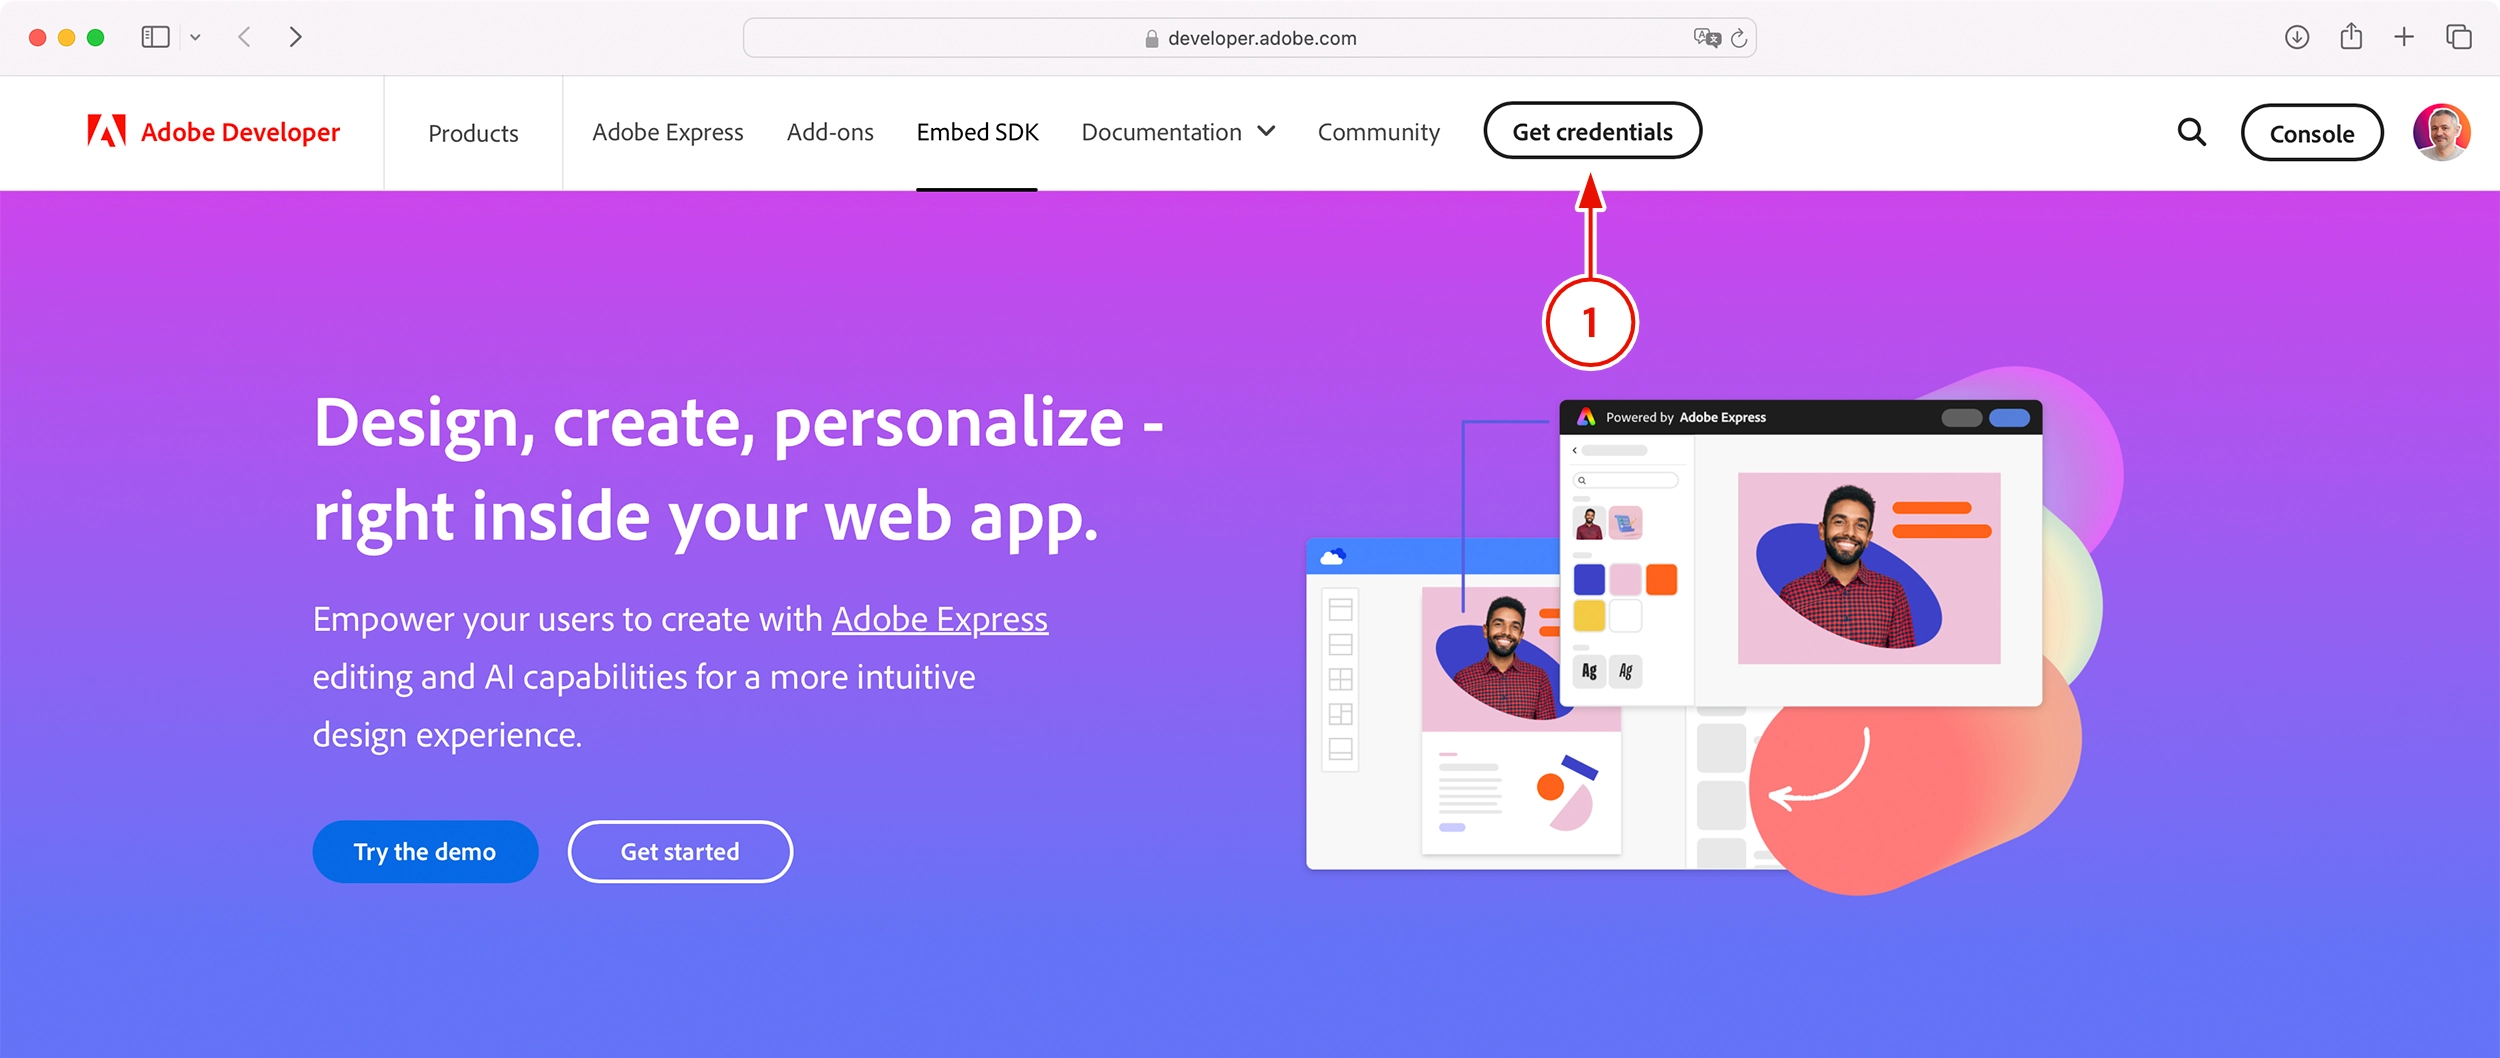 developer.adobe.com
Adobe Developer
Products
Adobe Express
Add-ons
Embed SDK
Documentation
Community
Get credentials
Console
1
Design, create, personalize -
right inside your web app.
Empower your users to create with Adobe Express
editing and AI capabilities for a more intuitive
design experience.
Try the demo
Get started
Powered by Adobe Express
Ag
Ag